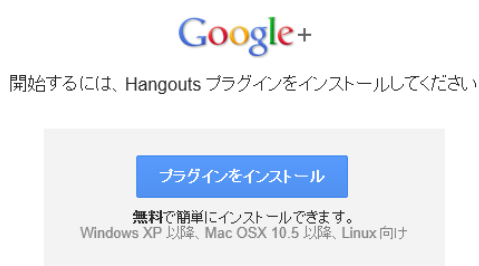 Google+
開始するには、Hangouts プラグインをインストールしてください
プラグインをインストール
無料で簡単にインストールできます。
Windows XP 以降、Mac OSX 10.5 以降、Linux 向け